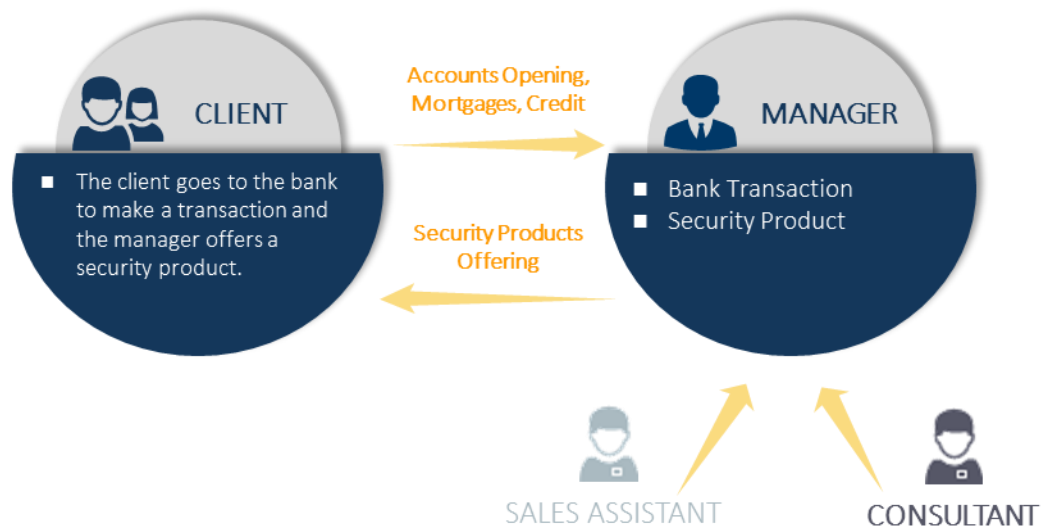 Accounts Opening,
Mortgages, Credit
CLIENT
MANAGER
■ The client goes to the bank
to make a transaction and
the manager offers a
security product.
■ Bank Transaction
■ Security Product
Security Products
Offering
SALES ASSISTANT
CONSULTANT